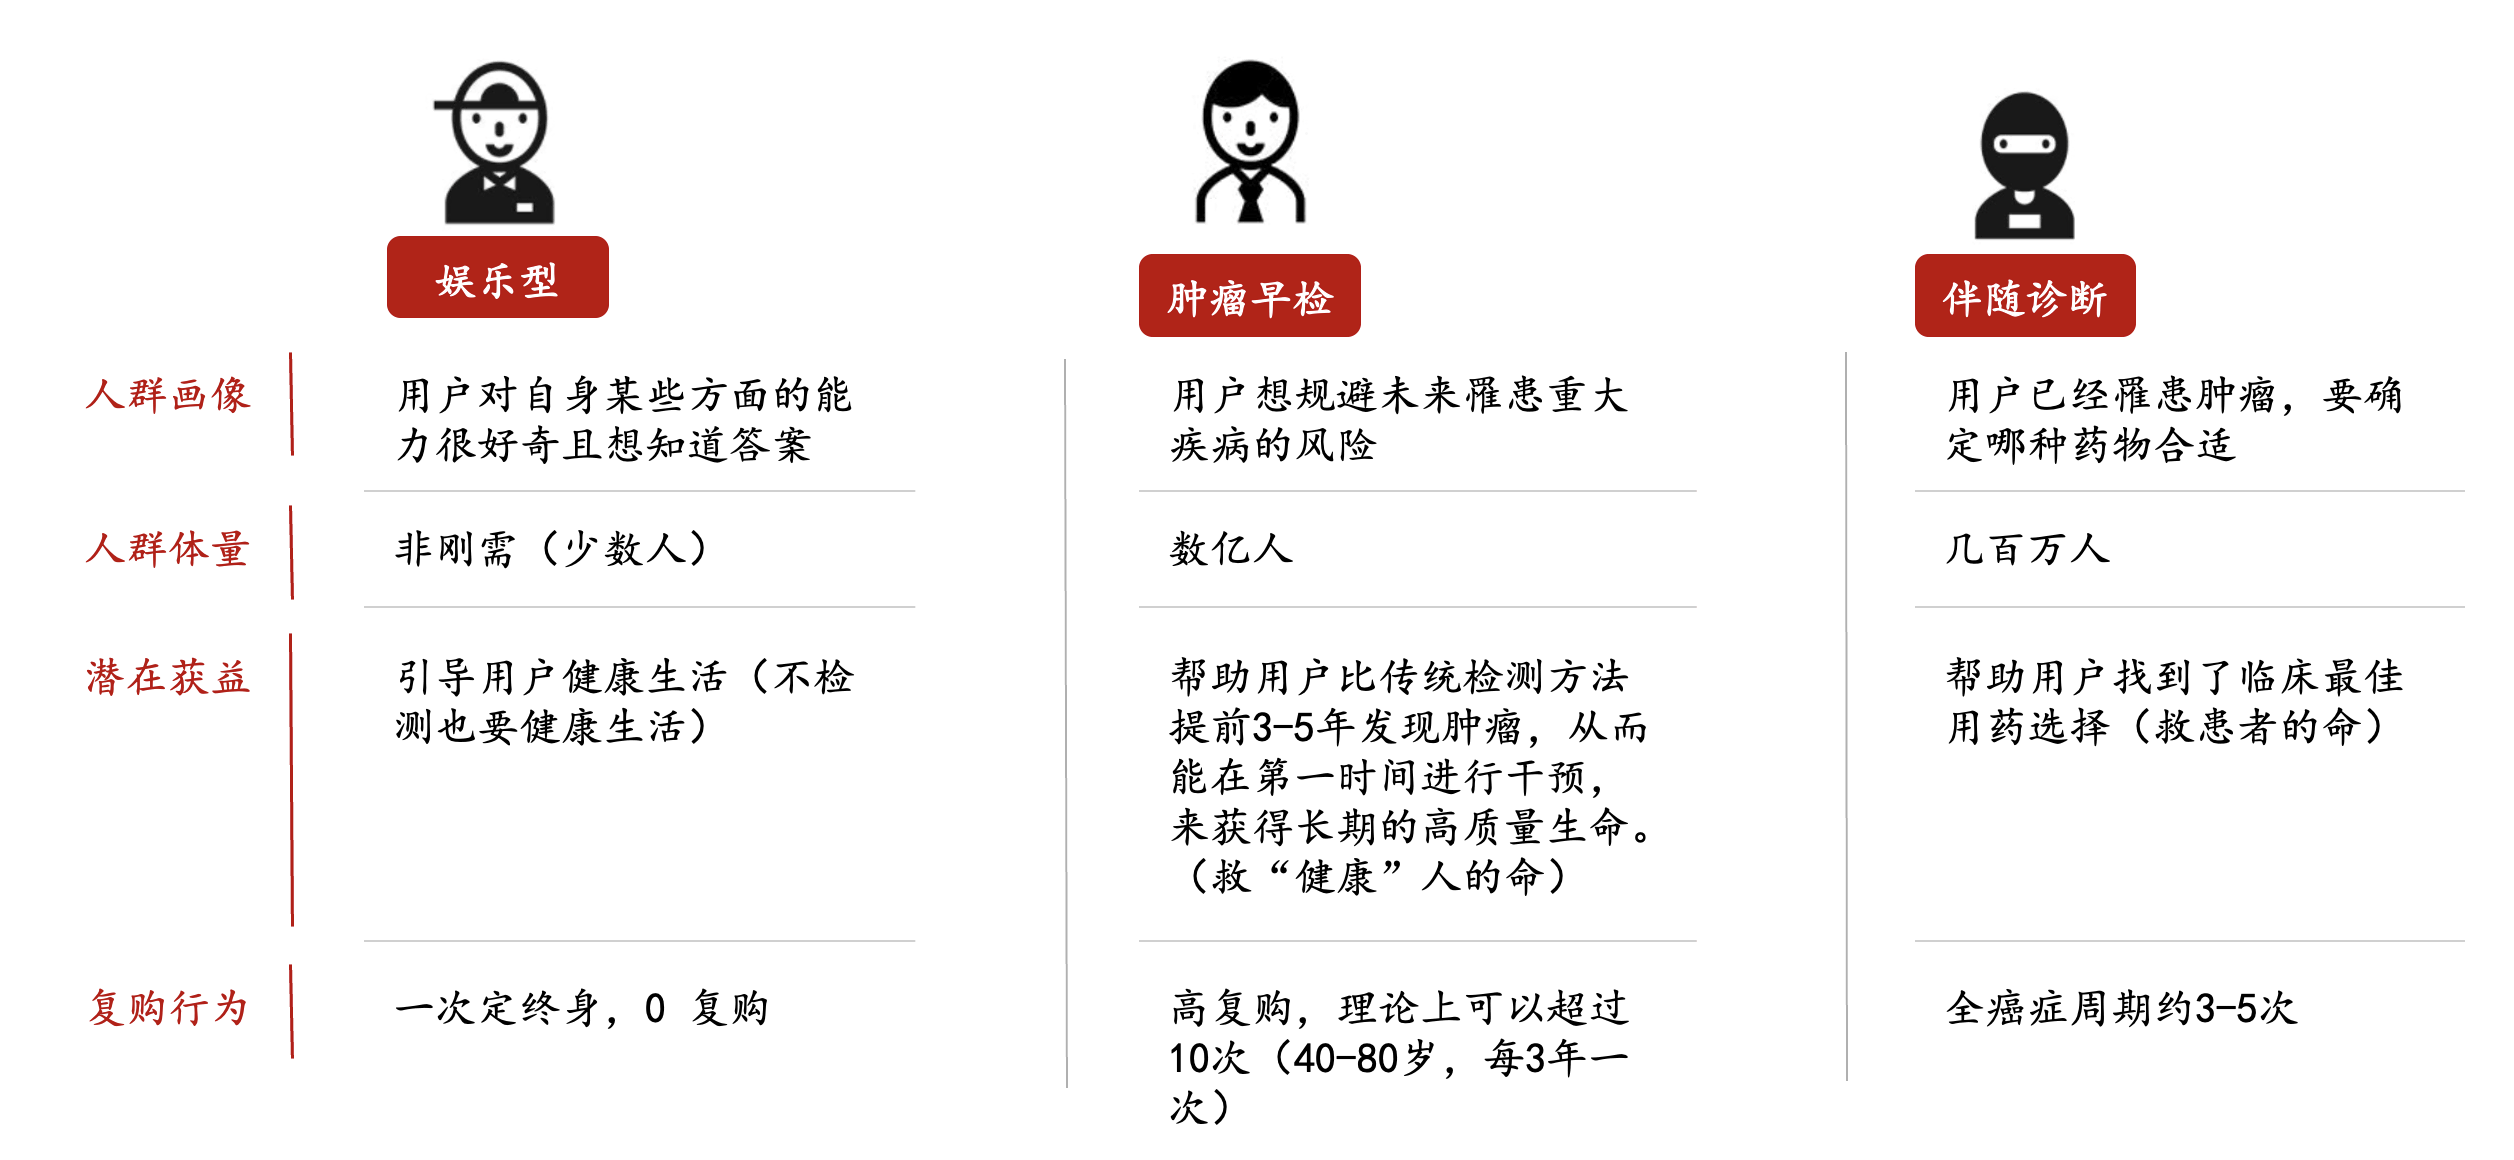 娱乐型
肿瘤早检
伴随诊断
人群画像
用户对自身某些方面的能
力很好奇且想知道答案
用户想规避未来罹患重大
疾病的风险
用户已经罹患肿瘤，要确
定哪种药物合适
人群体量
非刚需（少数人）
数亿人
几百万人
潜在获益
引导用户健康生活（不检
测也要健康生活）
帮助用户比传统检测方法
提前3-5年发现肿瘤，从而
能在第一时间进行干预，
来获得长期的高质量生命。
（救“健康”人的命）
帮助用户找到了临床最佳
用药选择（救患者的命）
复购行为
一次定终身，0 复购
高复购，理论上可以超过
10次（40-80岁，每3年一
次）
全癌症周期约3-5次